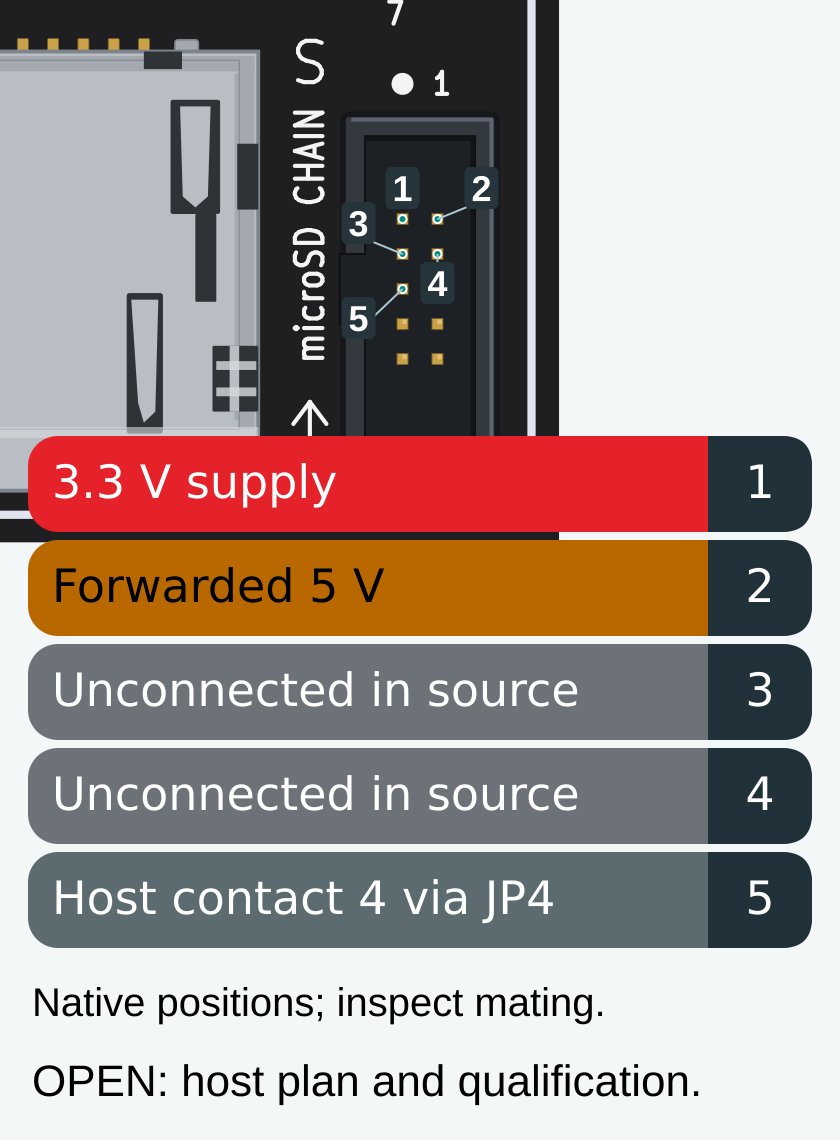 7
1
microSD CHAIN S
1
2
3
4
5
3.3 V supply 1
Forwarded 5 V 2
Unconnected in source 3
Unconnected in source 4
Host contact 4 via JP4 5
Native positions; inspect mating.
OPEN: host plan and qualification.